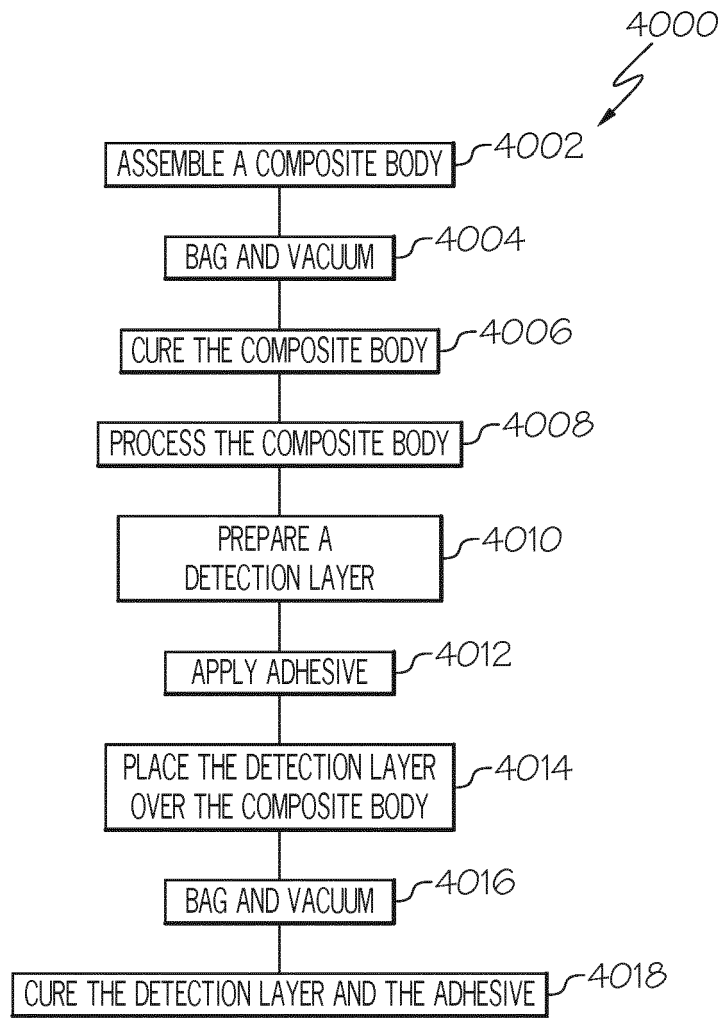 4000
ASSEMBLE A COMPOSITE BODY
4002
BAG AND VACUUM
4004
CURE THE COMPOSITE BODY
4006
PROCESS THE COMPOSITE BODY
4008
PREPARE A
DETECTION LAYER
4010
APPLY ADHESIVE
4012
PLACE THE DETECTION LAYER
OVER THE COMPOSITE BODY
4014
BAG AND VACUUM
4016
CURE THE DETECTION LAYER AND THE ADHESIVE
4018